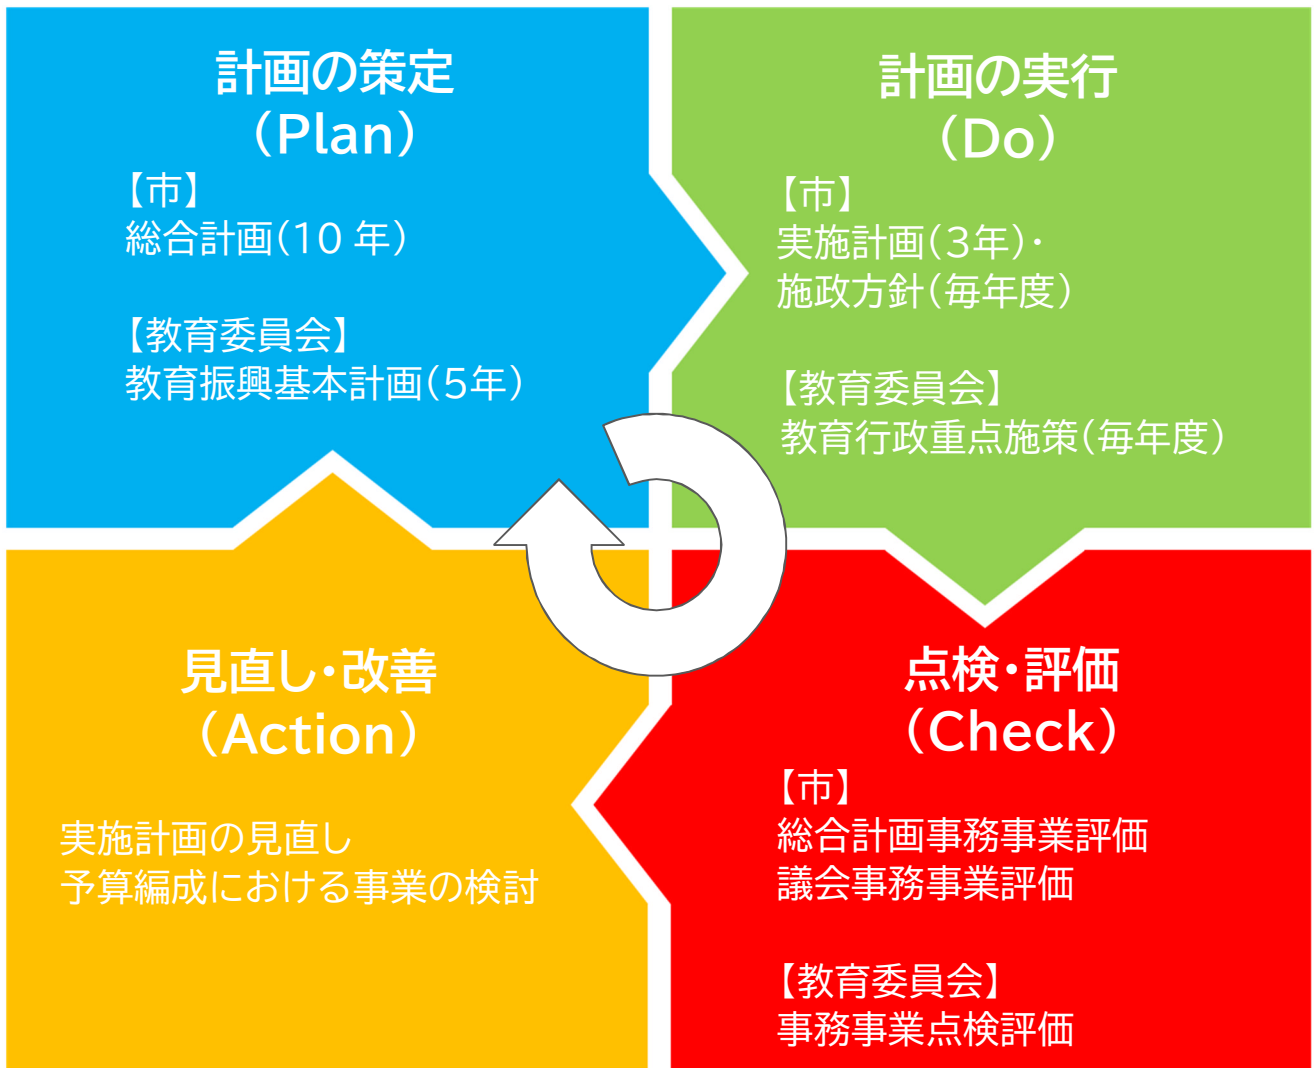 計画の策定
（Plan）
【市】
総合計画（10 年）
【教育委員会】
教育振興基本計画（5年）
計画の実行
（Do）
【市】
実施計画（3年）・
施政方針（毎年度）
【教育委員会】
教育行政重点施策（毎年度）
見直し・改善
（Action）
実施計画の見直し
予算編成における事業の検討
点検・評価
（Check）
【市】
総合計画事務事業評価
議会事務事業評価
【教育委員会】
事務事業点検評価